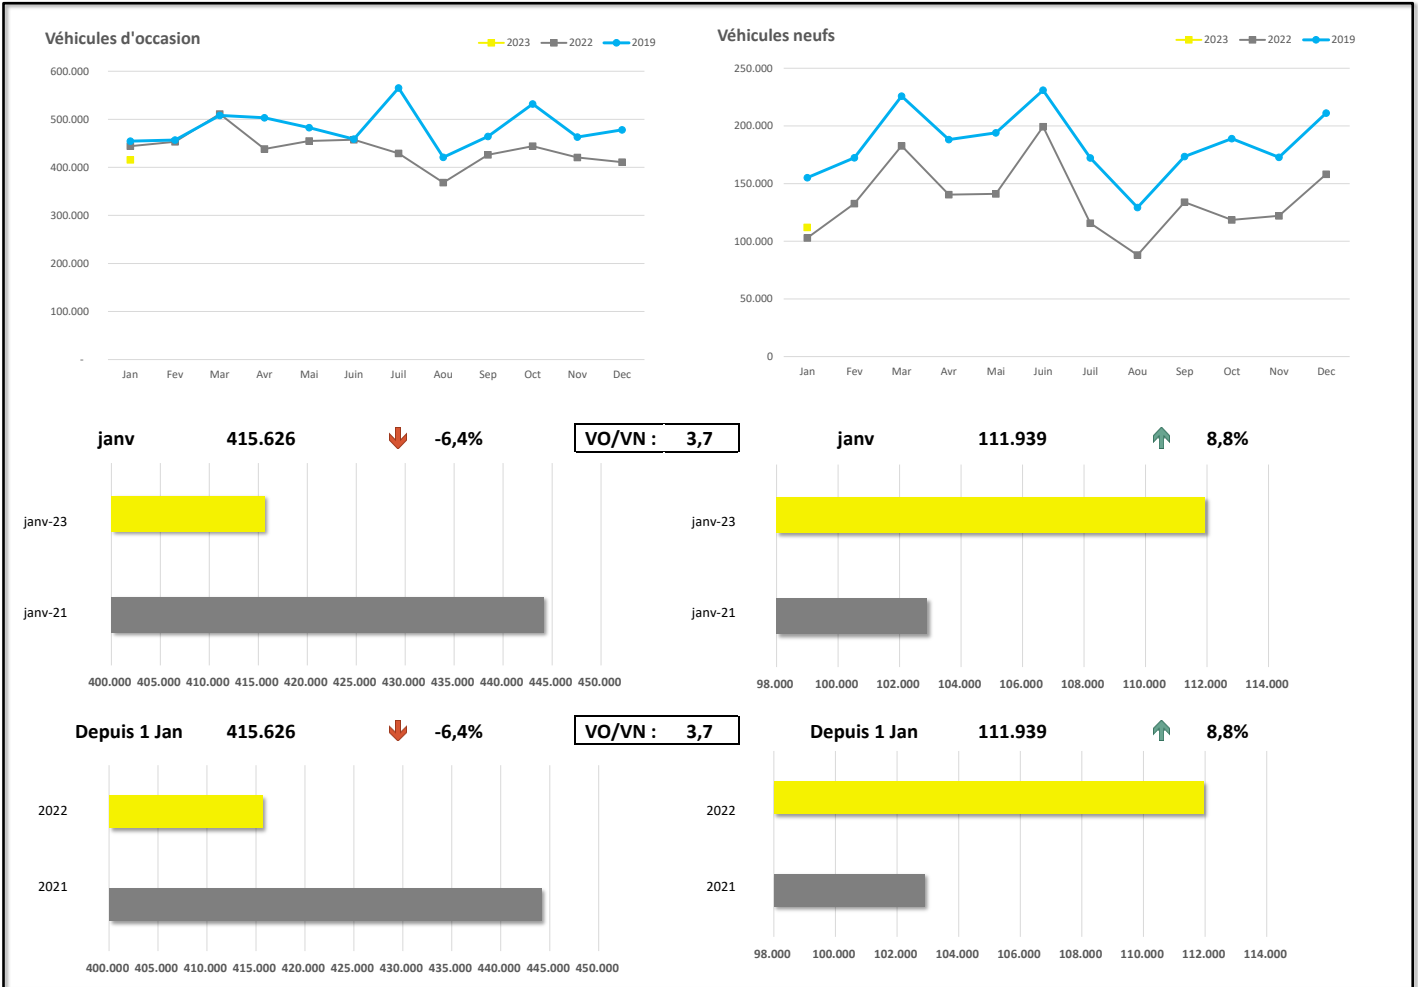 Véhicules d'occasion
2023 2022 2019
600.000
500.000
400.000
300.000
200.000
100.000
-
Jan Fev Mar Avr Mai Juin Juil Aou Sep Oct Nov Dec
Véhicules neufs
2023 2022 2019
250.000
200.000
150.000
100.000
50.000
0
Jan Fev Mar Avr Mai Juin Juil Aou Sep Oct Nov Dec
janv 415.626 -6,4%
VO/VN : 3,7
janv 111.939 8,8%
janv-23
janv-21
400.000 405.000 410.000 415.000 420.000 425.000 430.000 435.000 440.000 445.000 450.000
janv-23
janv-21
98.000 100.000 102.000 104.000 106.000 108.000 110.000 112.000 114.000
Depuis 1 Jan 415.626 -6,4%
VO/VN : 3,7
Depuis 1 Jan 111.939 8,8%
2022
2021
400.000 405.000 410.000 415.000 420.000 425.000 430.000 435.000 440.000 445.000 450.000
2022
2021
98.000 100.000 102.000 104.000 106.000 108.000 110.000 112.000 114.000